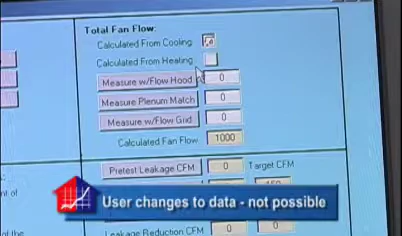 Total Fan Flow:
Calculated From Cooling
Calculated From Heating
Measure w/Flow Hood 0
Measure Plenum Match 0
Measure w/Flow Grid 0
Calculated Fan Flow 1000
Pretest Leakage CFM 0 Target CFM
User changes to data - not possible
Leakage Reduction CFM 0 0